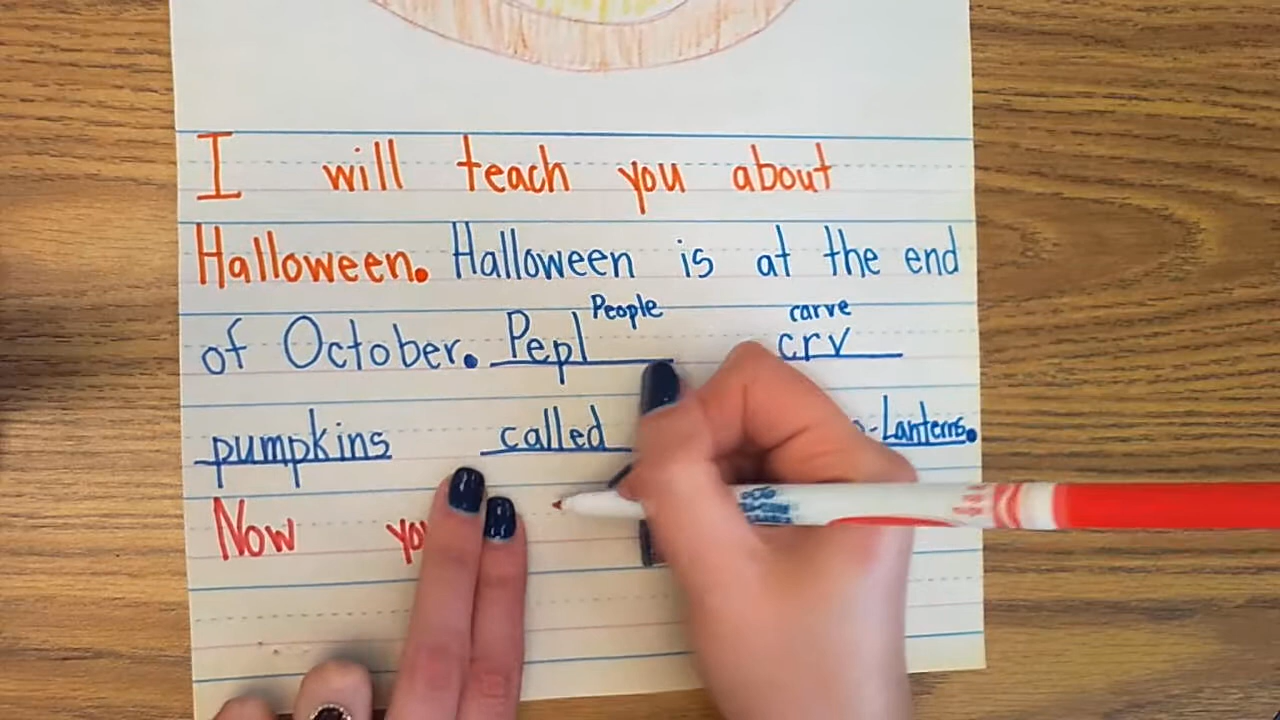 I will teach you about
Halloween. Halloween is at the end
People carve
of October. Pepl crv
pumpkins called -Lanterns.
Now